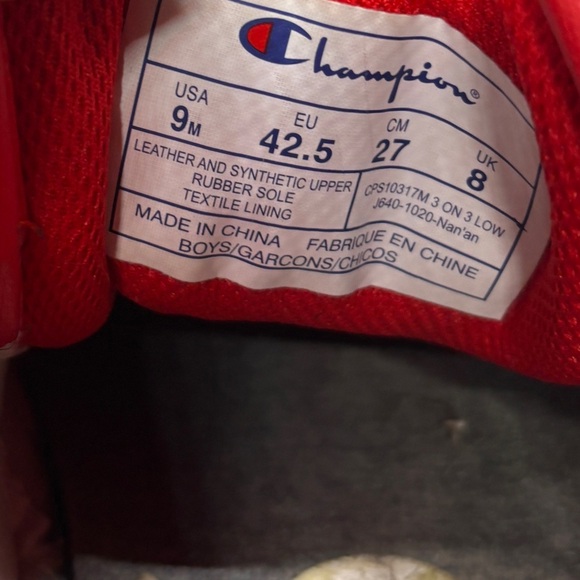 Champion®
USA EU CM UK
9M 42.5 27 8
LEATHER AND SYNTHETIC UPPER
RUBBER SOLE
TEXTILE LINING
CPS10317M 3 ON 3 LOW
J640-1020-Nan'an
MADE IN CHINA FABRIQUE EN CHINE
BOYS/GARCONS/CHICOS